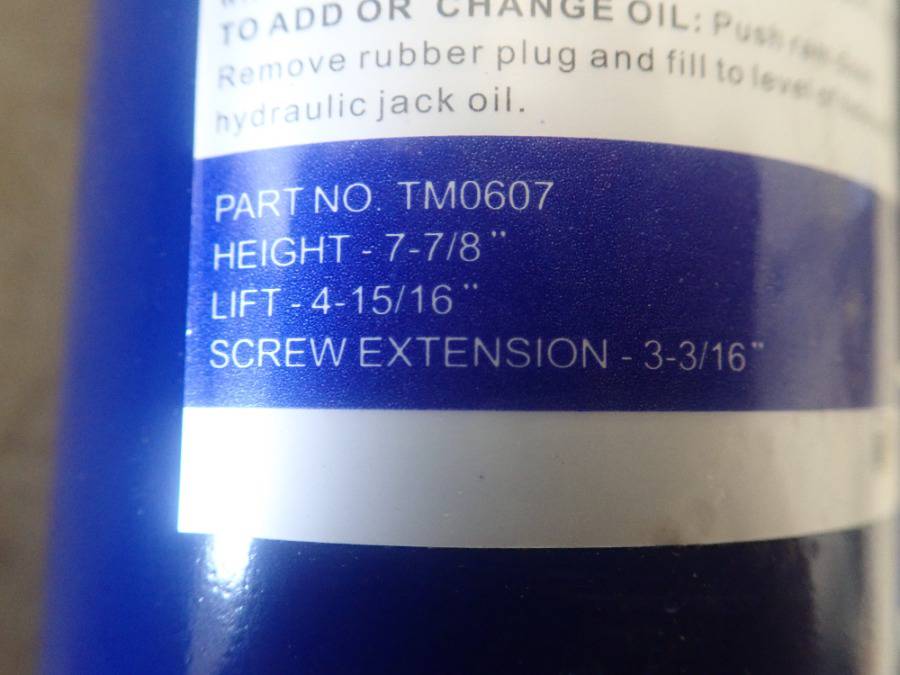 TO ADD OR CHANGE OIL: Push
Remove rubber plug and fill to level of
hydraulic jack oil.
PART NO. TM0607
HEIGHT - 7-7/8"
LIFT - 4-15/16"
SCREW EXTENSION - 3-3/16"